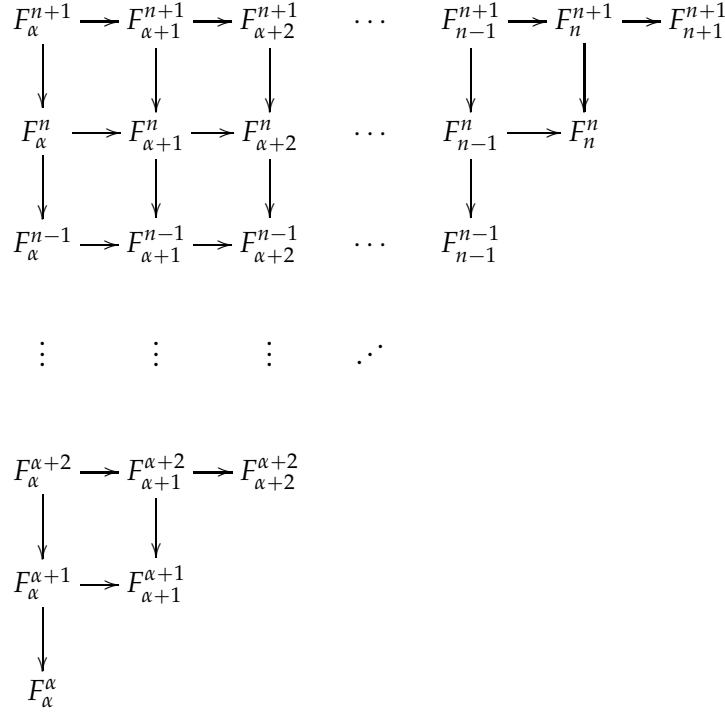 F_α^{n+1} → F_{α+1}^{n+1} → F_{α+2}^{n+1} ⋯ F_{n−1}^{n+1} → F_n^{n+1} → F_{n+1}^{n+1}
F_α^n → F_{α+1}^n → F_{α+2}^n ⋯ F_{n−1}^n → F_n^n
F_α^{n−1} → F_{α+1}^{n−1} → F_{α+2}^{n−1} ⋯ F_{n−1}^{n−1}
⋮ ⋮ ⋮ ⋰
F_α^{α+2} → F_{α+1}^{α+2} → F_{α+2}^{α+2}
F_α^{α+1} → F_{α+1}^{α+1}
F_α^α